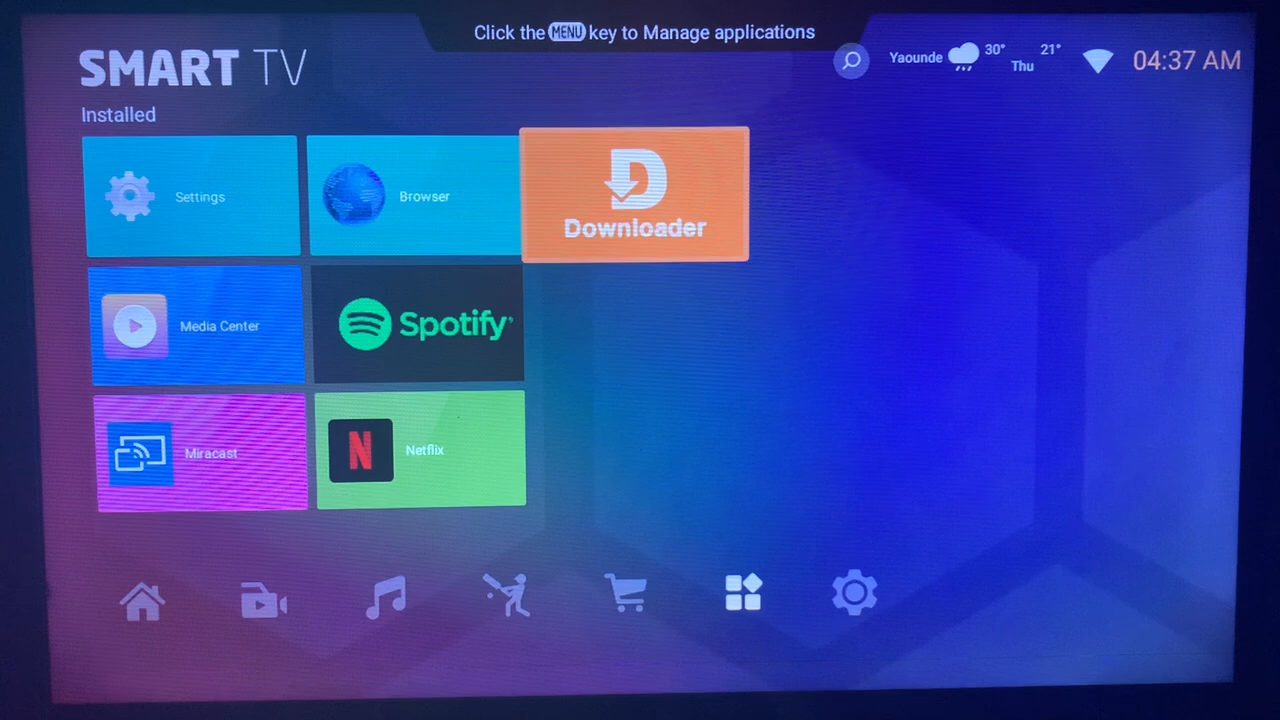 Click the MENU key to Manage applications
SMART TV
Yaounde 30° Thu 21° 04:37 AM
Installed
Settings
Browser
D
Downloader
Media Center
Spotify
Miracast
N
Netflix